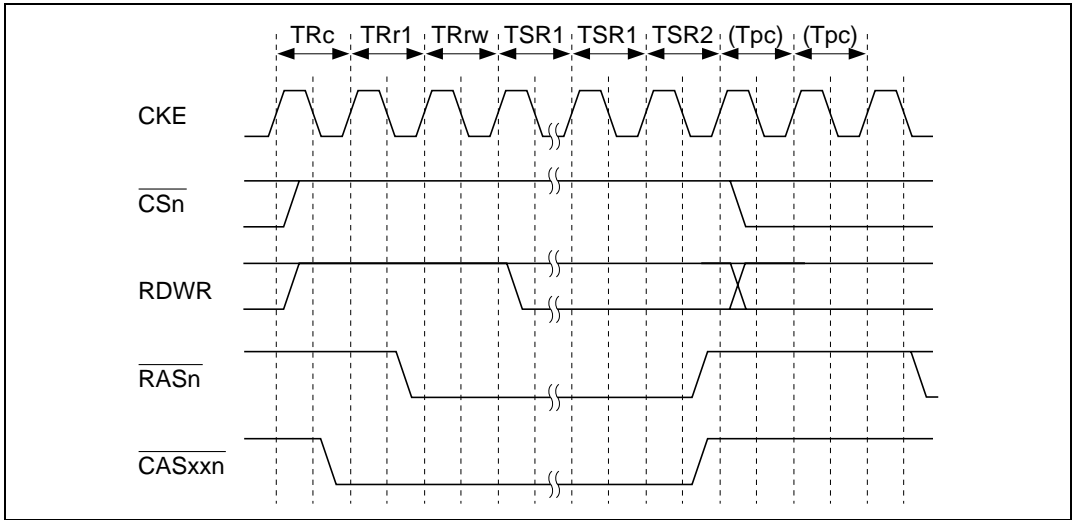 TRc TRr1 TRrw TSR1 TSR1 TSR2 (Tpc) (Tpc)
CKE
CSn
RDWR
RASn
CASxxn